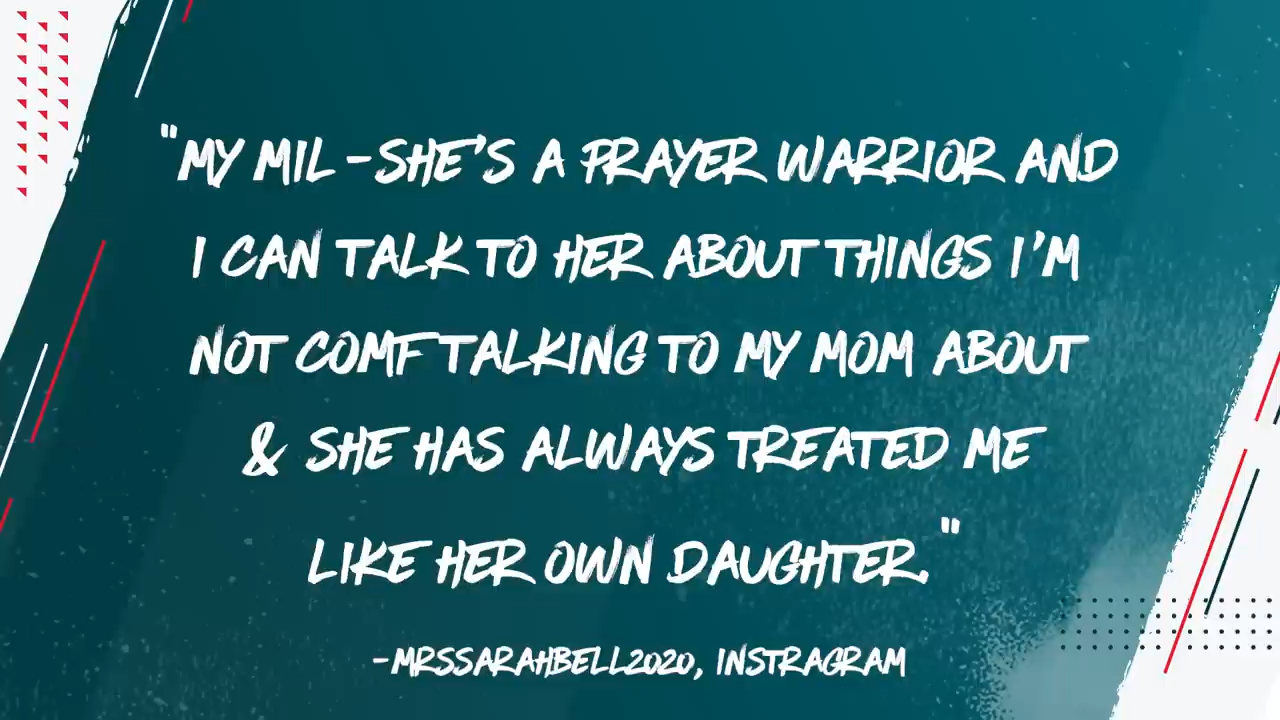 "MY MIL - SHE'S A PRAYER WARRIOR AND
I CAN TALK TO HER ABOUT THINGS I'M
NOT COMF TALKING TO MY MOM ABOUT
& SHE HAS ALWAYS TREATED ME
LIKE HER OWN DAUGHTER."
-MRSSARAHBELL2020, INSTRAGRAM